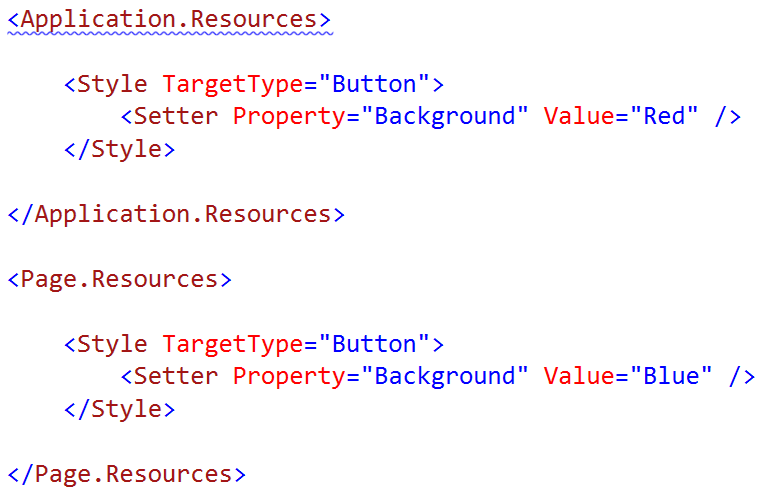 <Application.Resources>
    <Style TargetType="Button">
        <Setter Property="Background" Value="Red" />
    </Style>
</Application.Resources>
<Page.Resources>
    <Style TargetType="Button">
        <Setter Property="Background" Value="Blue" />
    </Style>
</Page.Resources>